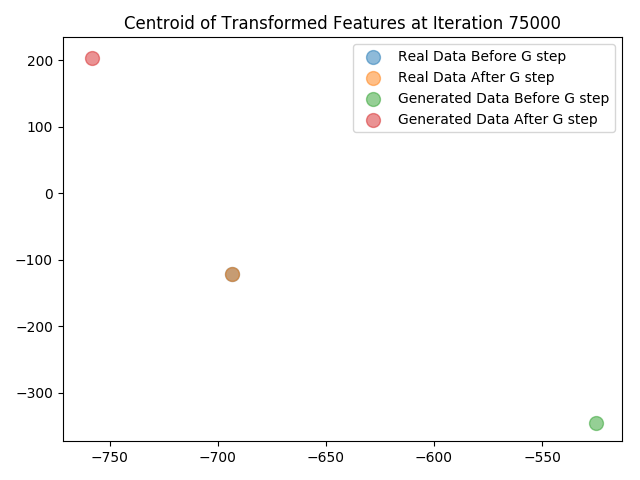 Centroid of Transformed Features at Iteration 75000
Real Data Before G step
Real Data After G step
Generated Data Before G step
Generated Data After G step
200
100
0
−100
−200
−300
−750
−700
−650
−600
−550